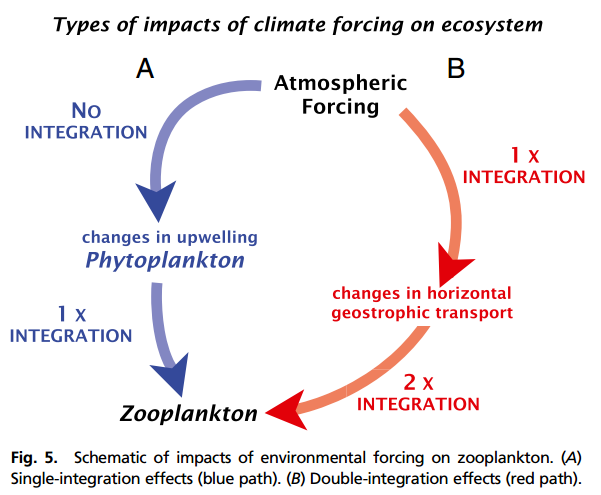 Types of impacts of climate forcing on ecosystem
A
B
Atmospheric
Forcing
NO
INTEGRATION
1 X
INTEGRATION
changes in upwelling
Phytoplankton
changes in horizontal
geostrophic transport
1 X
INTEGRATION
2 X
INTEGRATION
Zooplankton
Fig. 5. Schematic of impacts of environmental forcing on zooplankton. (A)
Single-integration effects (blue path). (B) Double-integration effects (red path).